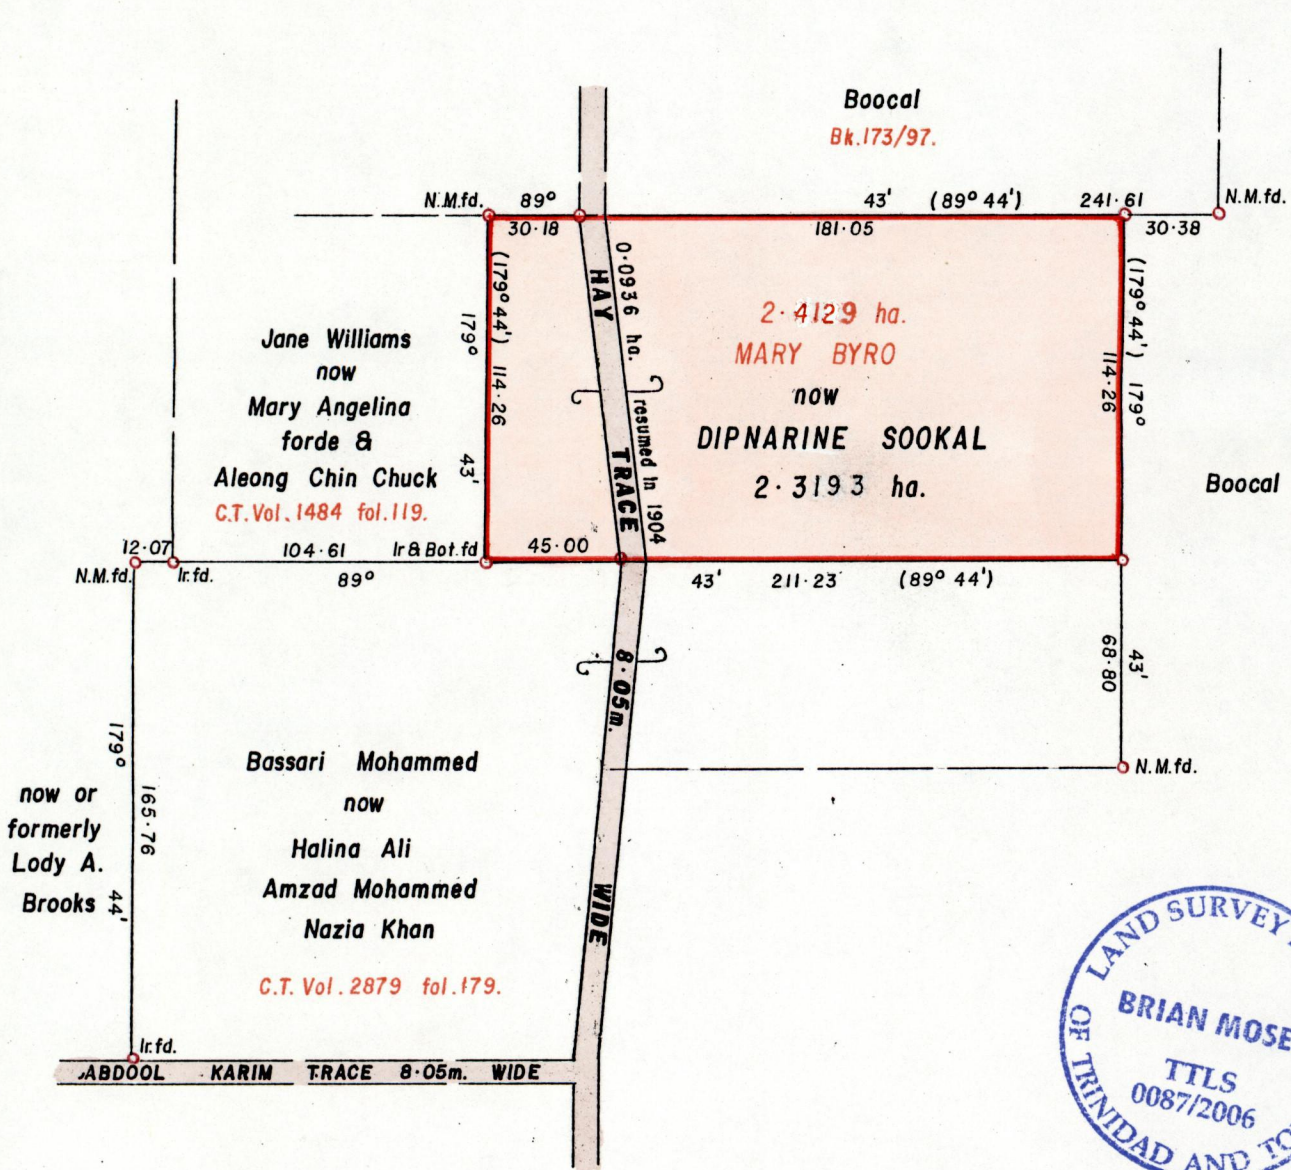 Boocal
Bk.173/97.
N.M.fd.
89° 43' (89° 44') 241·61
N.M.fd.
30·18
181·05
30·38
(179° 44') 114·26
179° 43'
HAY TRACE 8·05m. WIDE
0·0936 ha. resumed in 1904
2·4129 ha.
MARY BYRO
now
DIPNARINE SOOKAL
2·3193 ha.
(179° 44') 179°
114·26
Jane Williams
now
Mary Angelina
forde &
Aleong Chin Chuck
C.T. Vol. 1484 fol. 119.
Boocal
12·07
104·61
Ir & Bot.fd
45·00
N.M.fd.
Ir.fd.
89°
43' 211·23 (89° 44')
68·80
43'
N.M.fd.
179° 44'
165·76
Bassari Mohammed
now
Halina Ali
Amzad Mohammed
Nazia Khan
C.T. Vol. 2879 fol. 179.
now or
formerly
Lody A.
Brooks
Ir.fd.
ABDOOL KARIM TRACE 8·05m. WIDE
LAND SURVEY
OF TRINIDAD AND
BRIAN MOSE
TTLS
0087/2006